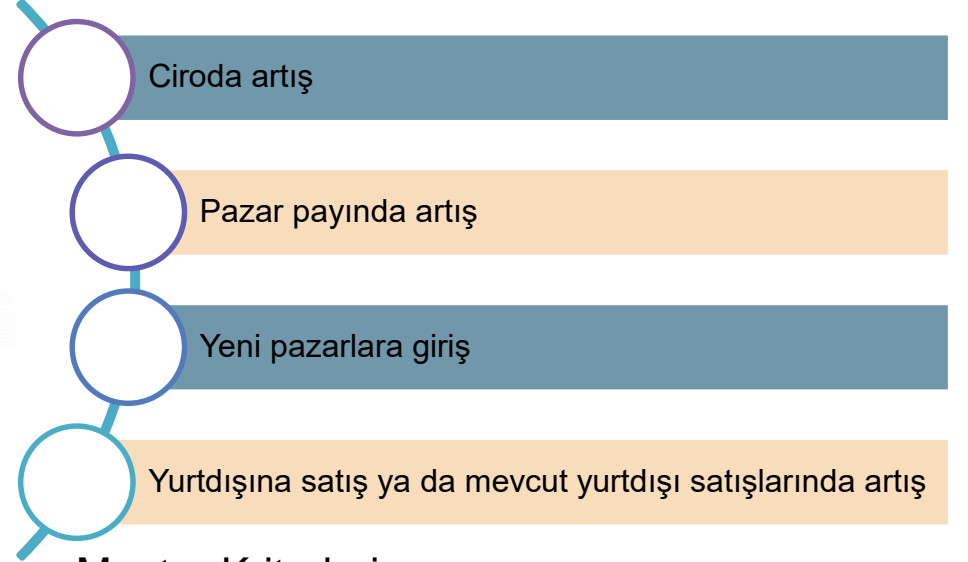 Ciroda artış
Pazar payında artış
Yeni pazarlara giriş
Yurtdışına satış ya da mevcut yurtdışı satışlarında artış